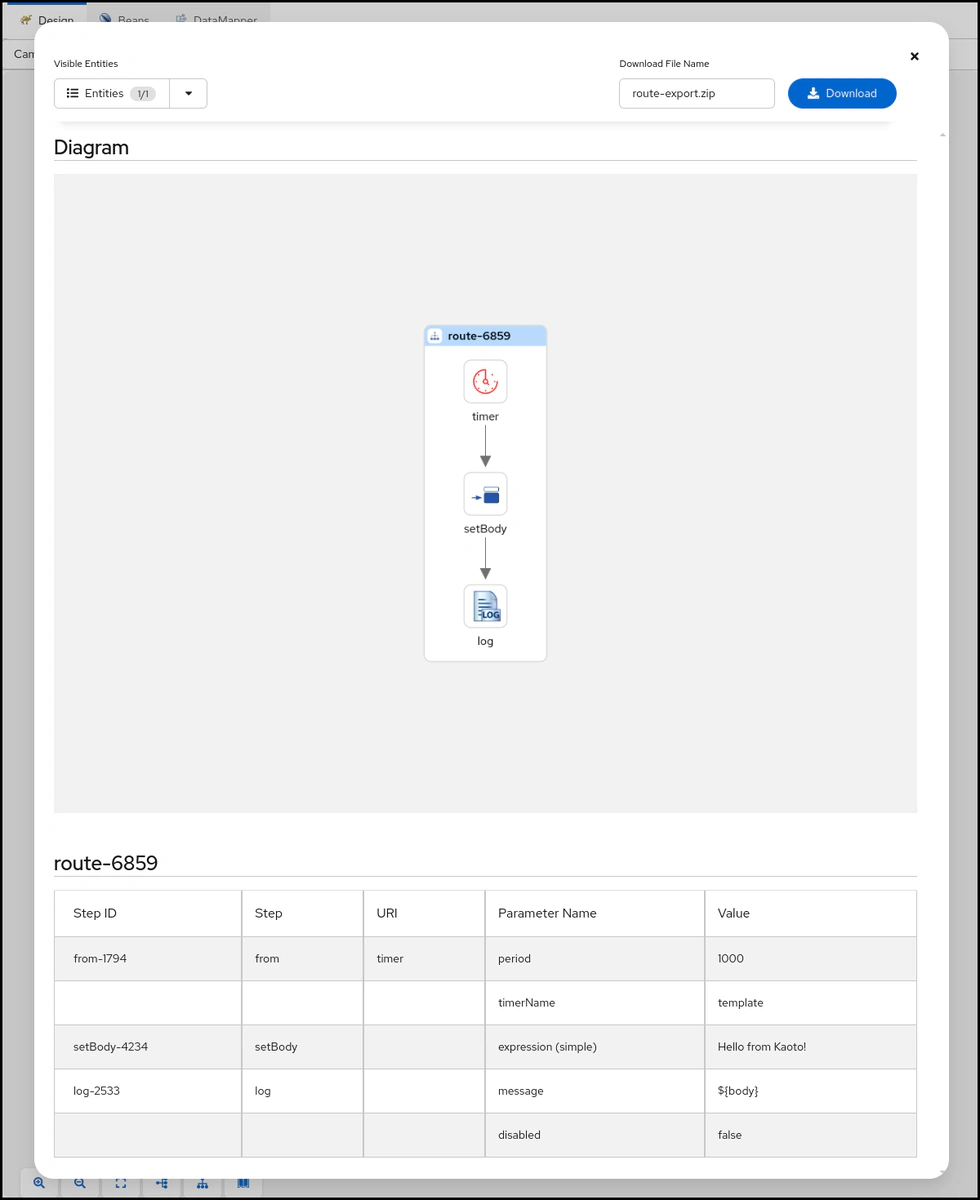 Design Beans DataMapper
Cam
Visible Entities
Entities 1/1
Download File Name
route-export.zip Download
Diagram
route-6859
timer
setBody
LOG
log
route-6859
Step ID Step URI Parameter Name Value
from-1794 from timer period 1000
timerName template
setBody-4234 setBody expression (simple) Hello from Kaoto!
log-2533 log message ${body}
disabled false